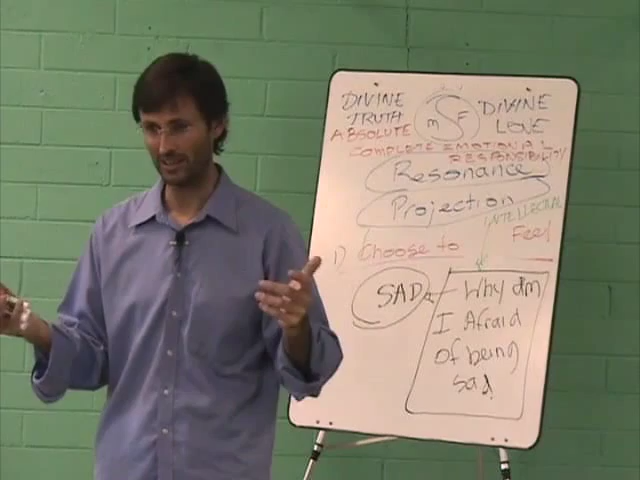 DIVINE
TRUTH
ABSOLUTE
M F
DIVINE
LOVE
COMPLETE EMOTIONAL
RESPONSIBILITY
Resonance
Projection
INTELLECTUAL
1) Choose to Feel
SAD
Why Am
I Afraid
of being
sad